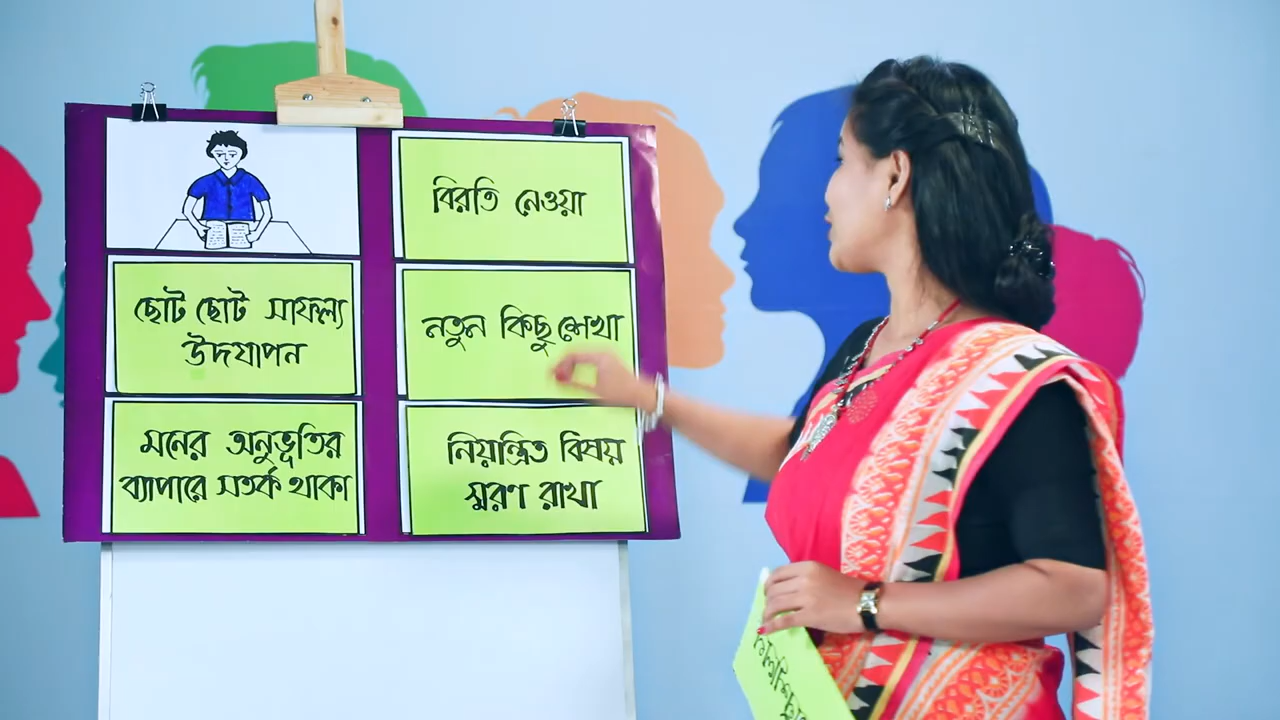 বিরতি নেওয়া
ছোট ছোট সাফল্য
উদযাপন
নতুন কিছু শেখা
মনের অনুভূতির
ব্যাপারে সতর্ক থাকা
নিয়ন্ত্রিত বিষয়
স্মরণ রাখা